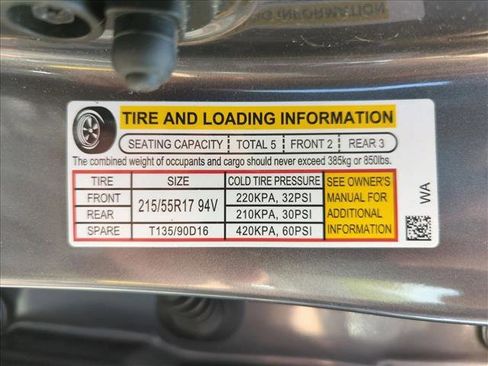 TIRE AND LOADING INFORMATION
SEATING CAPACITY | TOTAL 5 | FRONT 2 | REAR 3
The combined weight of occupants and cargo should never exceed 385kg or 850lbs.
TIRE SIZE COLD TIRE PRESSURE SEE OWNER'S
FRONT 215/55R17 94V 220KPA, 32PSI MANUAL FOR
REAR 210KPA, 30PSI ADDITIONAL
SPARE T135/90D16 420KPA, 60PSI INFORMATION
WA